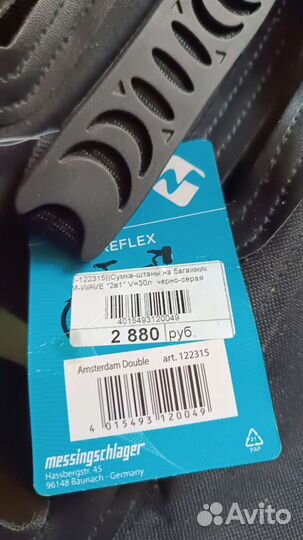 REFLEX
5-122315||Сумка-штаны на багажник
M-WAVE "2в1" V=30л черно-серая
4015493120049
2 880 руб.
Amsterdam Double art. 122315
4 015493 120049
messingschlager
Hassbergstr. 45
96148 Baunach - Germany
PAP
Avito